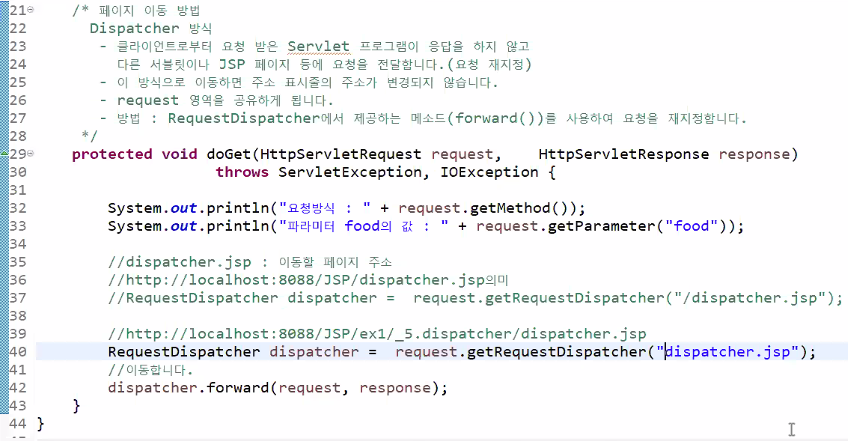 21 /* 페이지 이동 방법
22 Dispatcher 방식
23 - 클라이언트로부터 요청 받은 Servlet 프로그램이 응답을 하지 않고
24 다른 서블릿이나 JSP 페이지 등에 요청을 전달합니다.(요청 재지정)
25 - 이 방식으로 이동하면 주소 표시줄의 주소가 변경되지 않습니다.
26 - request 영역을 공유하게 됩니다.
27 - 방법 : RequestDispatcher에서 제공하는 메소드(forward())를 사용하여 요청을 재지정합니다.
28 */
29 protected void doGet(HttpServletRequest request, HttpServletResponse response)
30 throws ServletException, IOException {
31
32 System.out.println("요청방식 : " + request.getMethod());
33 System.out.println("파라미터 food의 값 : " + request.getParameter("food"));
34
35 //dispatcher.jsp : 이동할 페이지 주소
36 //http://localhost:8088/JSP/dispatcher.jsp의미
37 //RequestDispatcher dispatcher = request.getRequestDispatcher("/dispatcher.jsp");
38
39 //http://localhost:8088/JSP/ex1/_5.dispatcher/dispatcher.jsp
40 RequestDispatcher dispatcher = request.getRequestDispatcher("dispatcher.jsp");
41 //이동합니다.
42 dispatcher.forward(request, response);
43 }
44 }